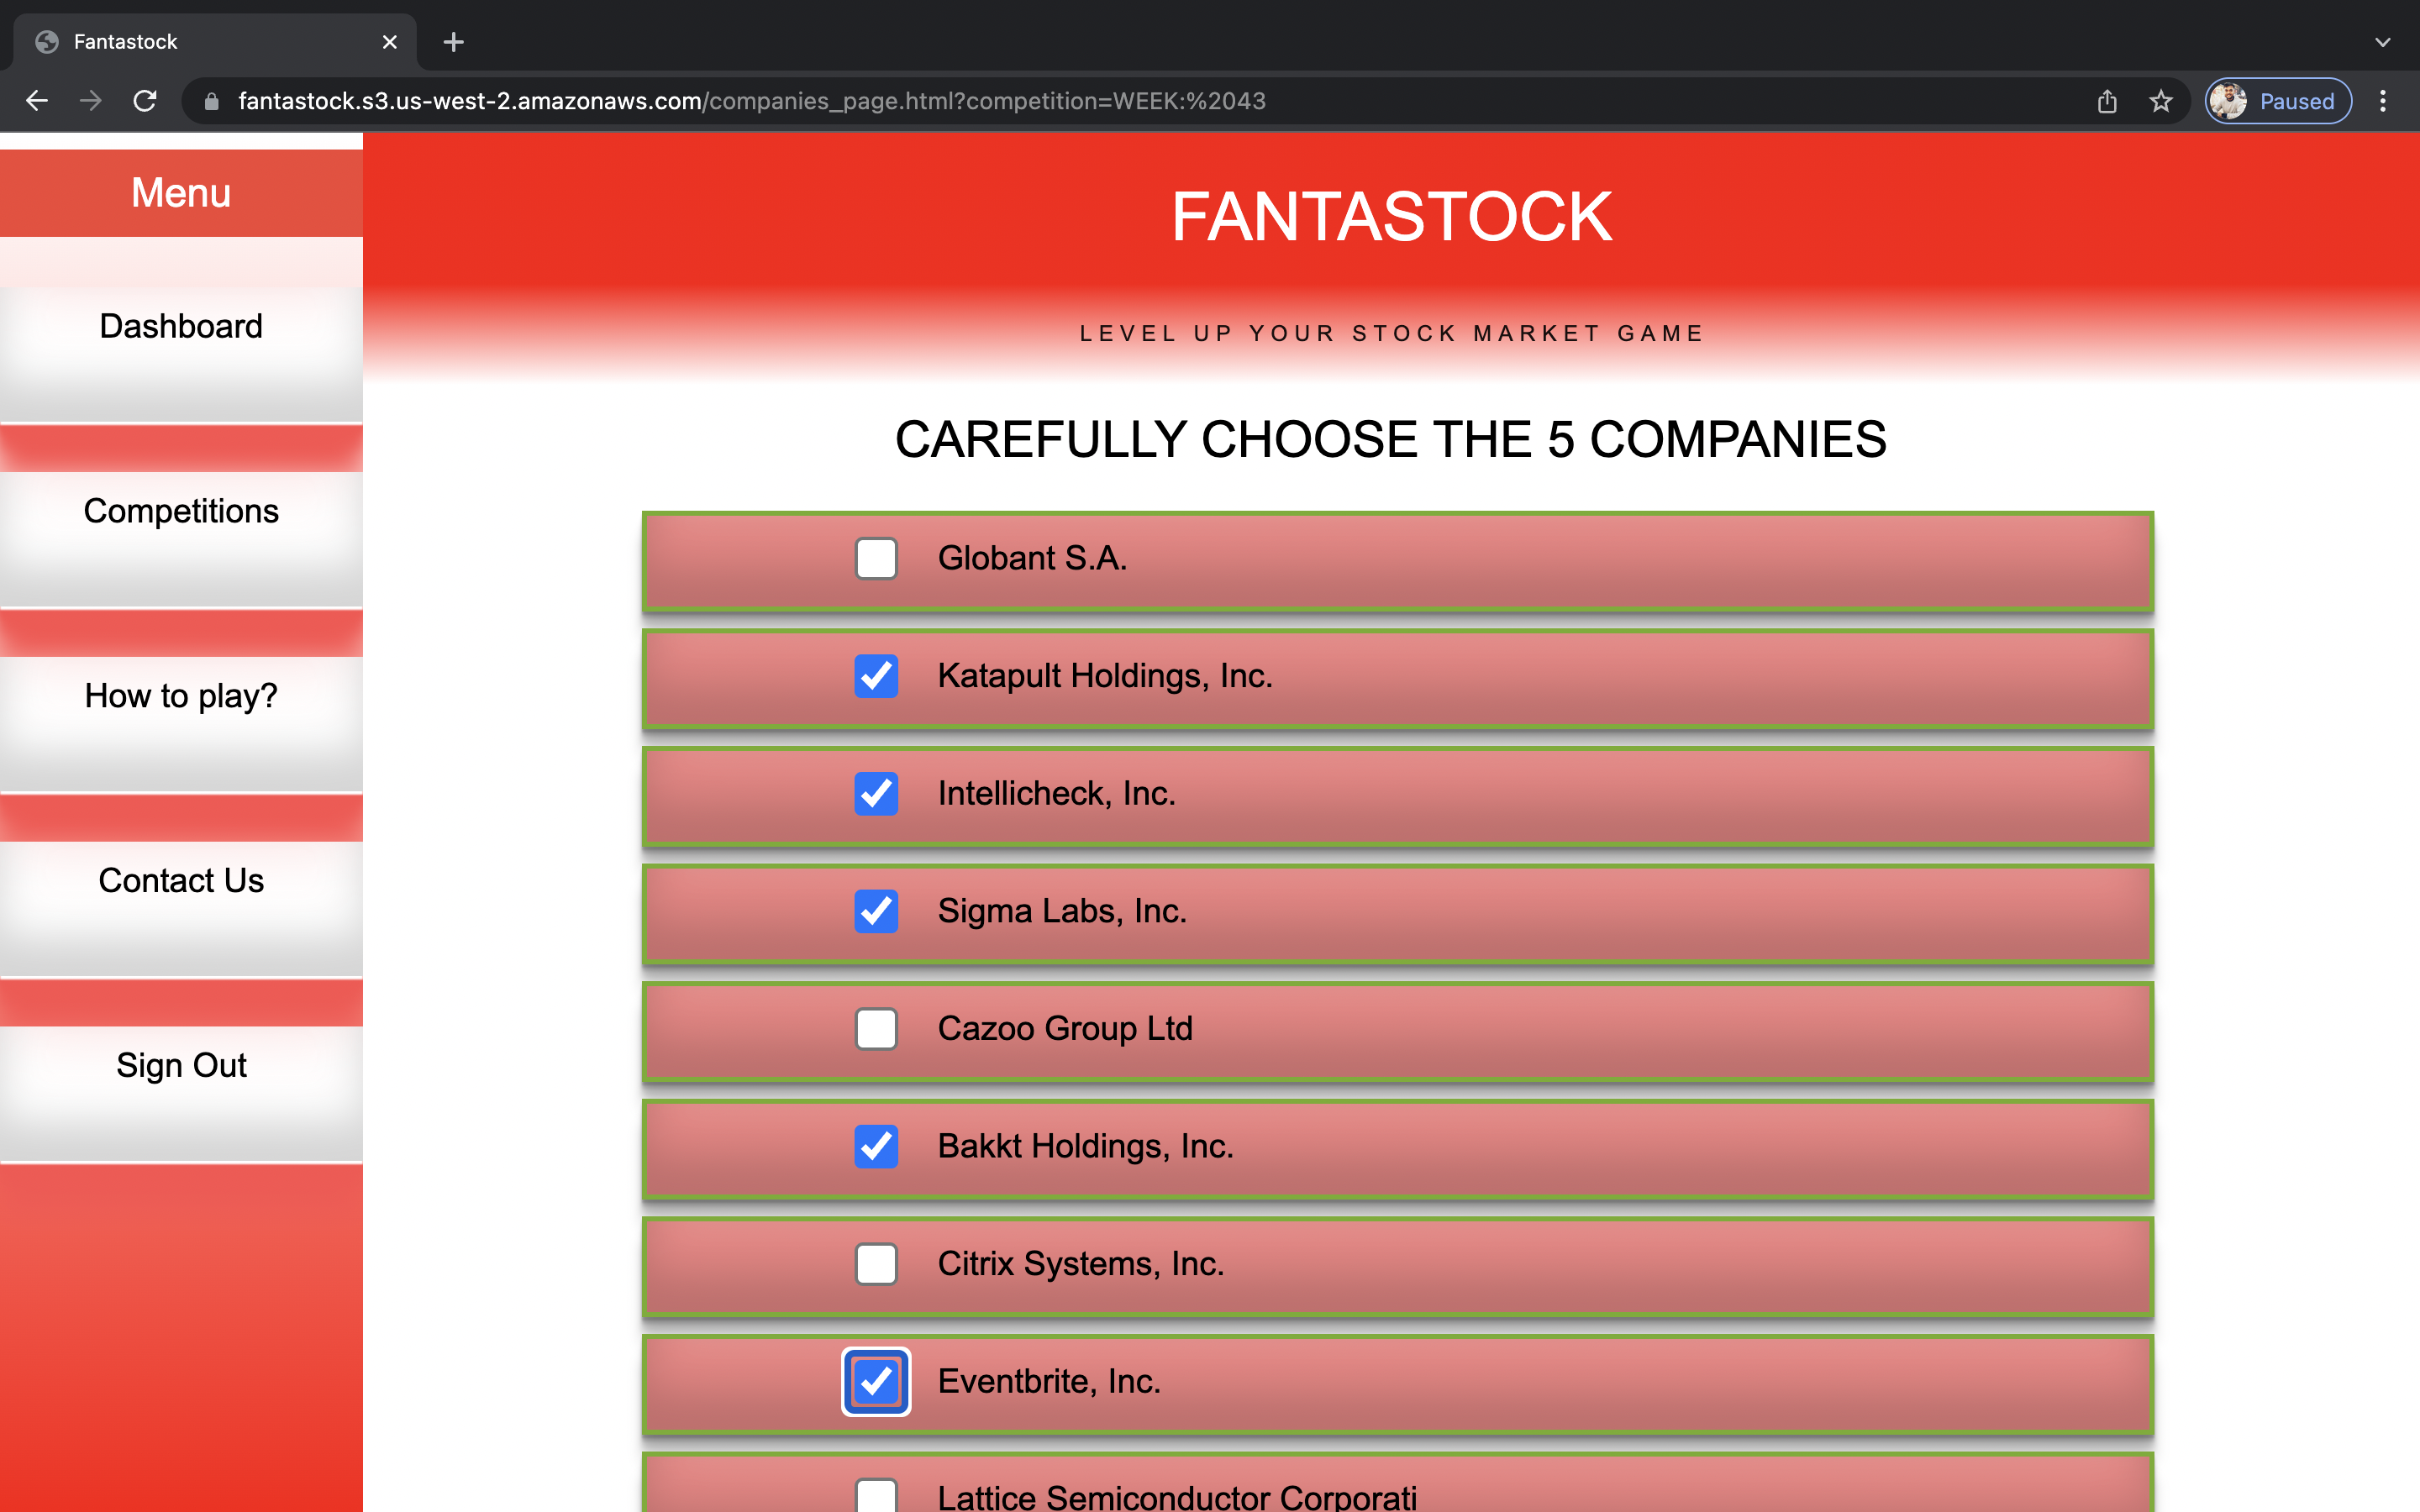 Fantastock
fantastock.s3.us-west-2.amazonaws.com/companies_page.html?competition=WEEK:%2043
Paused
Menu
Dashboard
Competitions
How to play?
Contact Us
Sign Out
FANTASTOCK
LEVEL UP YOUR STOCK MARKET GAME
CAREFULLY CHOOSE THE 5 COMPANIES
Globant S.A.
Katapult Holdings, Inc.
Intellicheck, Inc.
Sigma Labs, Inc.
Cazoo Group Ltd
Bakkt Holdings, Inc.
Citrix Systems, Inc.
Eventbrite, Inc.
Lattice Semiconductor Corporati